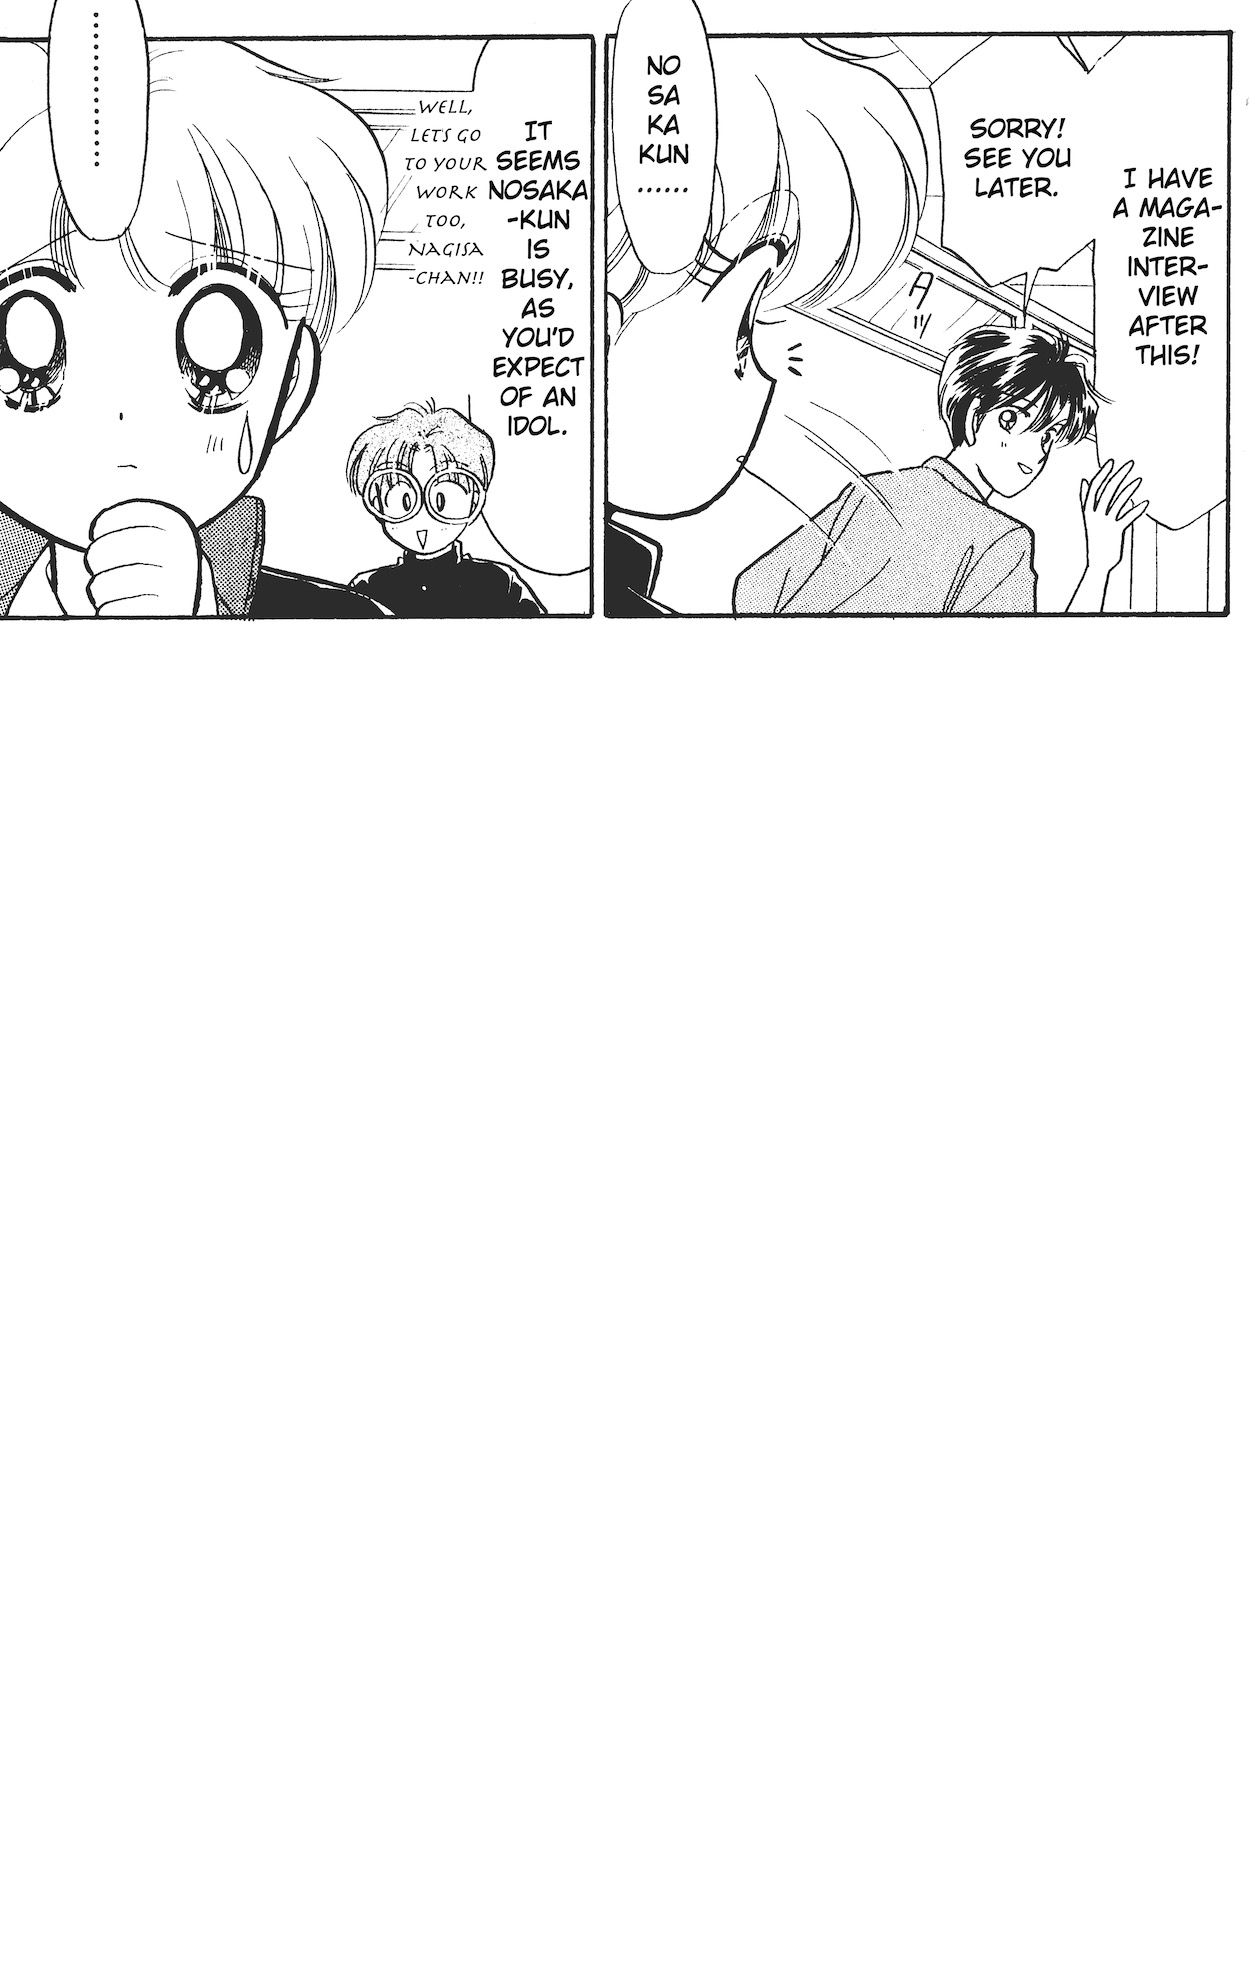 I HAVE
A MAGA-
ZINE
INTER-
VIEW
AFTER
THIS!
SORRY!
SEE YOU
LATER.
NO
SA
KA
KUN
......
IT
SEEMS
NOSAKA
-KUN
IS
BUSY,
AS
YOU'D
EXPECT
OF AN
IDOL.
WELL,
LETS GO
TO YOUR
WORK
TOO,
NAGISA
-CHAN!!
............